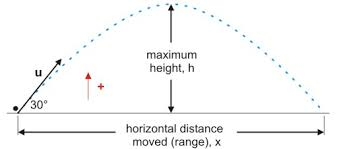 maximum
height, h
u
+
30°
horizontal distance
moved (range), x